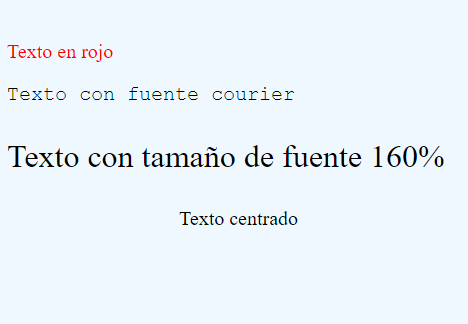 Texto en rojo
Texto con fuente courier
Texto con tamaño de fuente 160%
Texto centrado